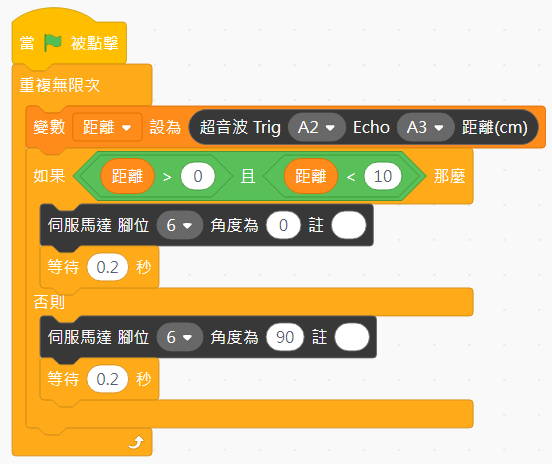 當 被點擊
重複無限次
變數 距離 設為 超音波 Trig A2 Echo A3 距離(cm)
如果 距離 > 0 且 距離 < 10 那麼
伺服馬達 腳位 6 角度為 0 註
等待 0.2 秒
否則
伺服馬達 腳位 6 角度為 90 註
等待 0.2 秒